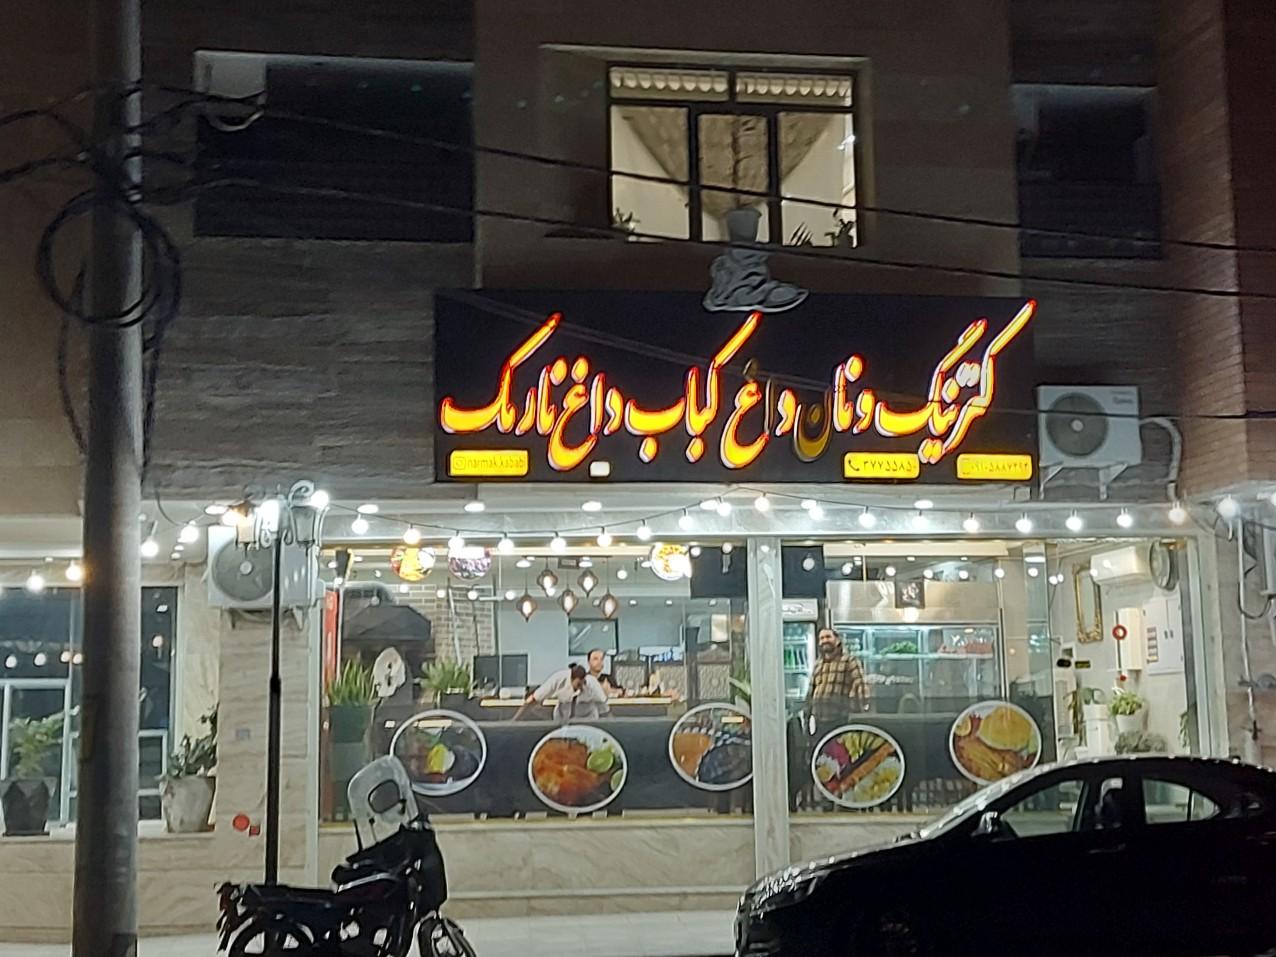 کترینگ و نان داغ کباب داغ نارمک
narmak.kabab